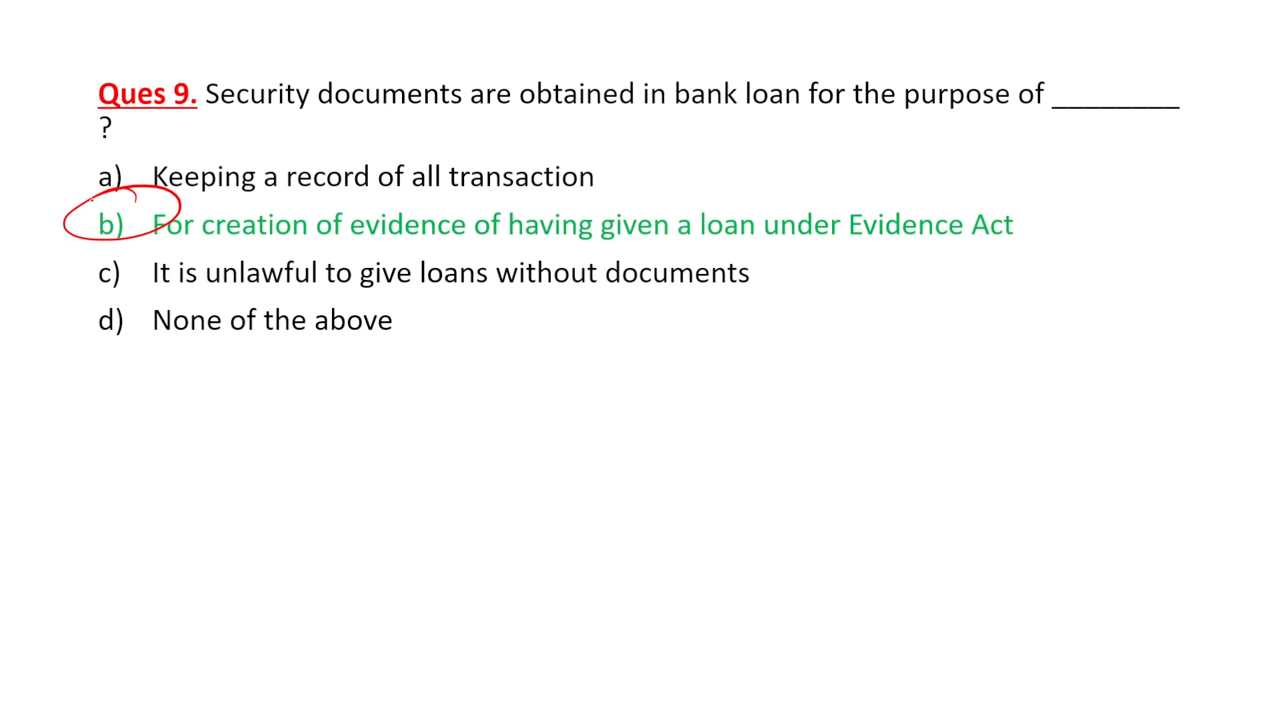 Ques 9. Security documents are obtained in bank loan for the purpose of ________
?
a) Keeping a record of all transaction
b) For creation of evidence of having given a loan under Evidence Act
c) It is unlawful to give loans without documents
d) None of the above